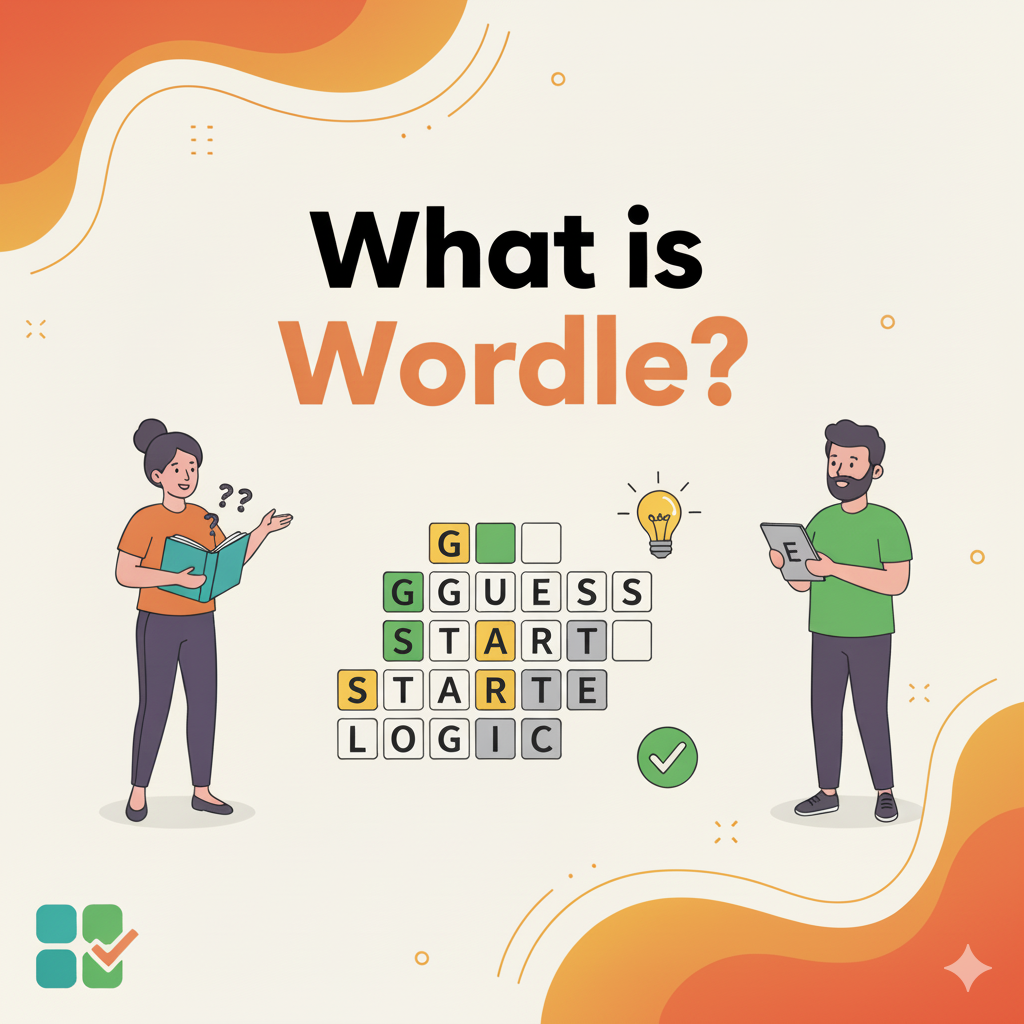 What is
Wordle?
? ? ?
E
G
GGUESS
START
STARTE
LOGIC